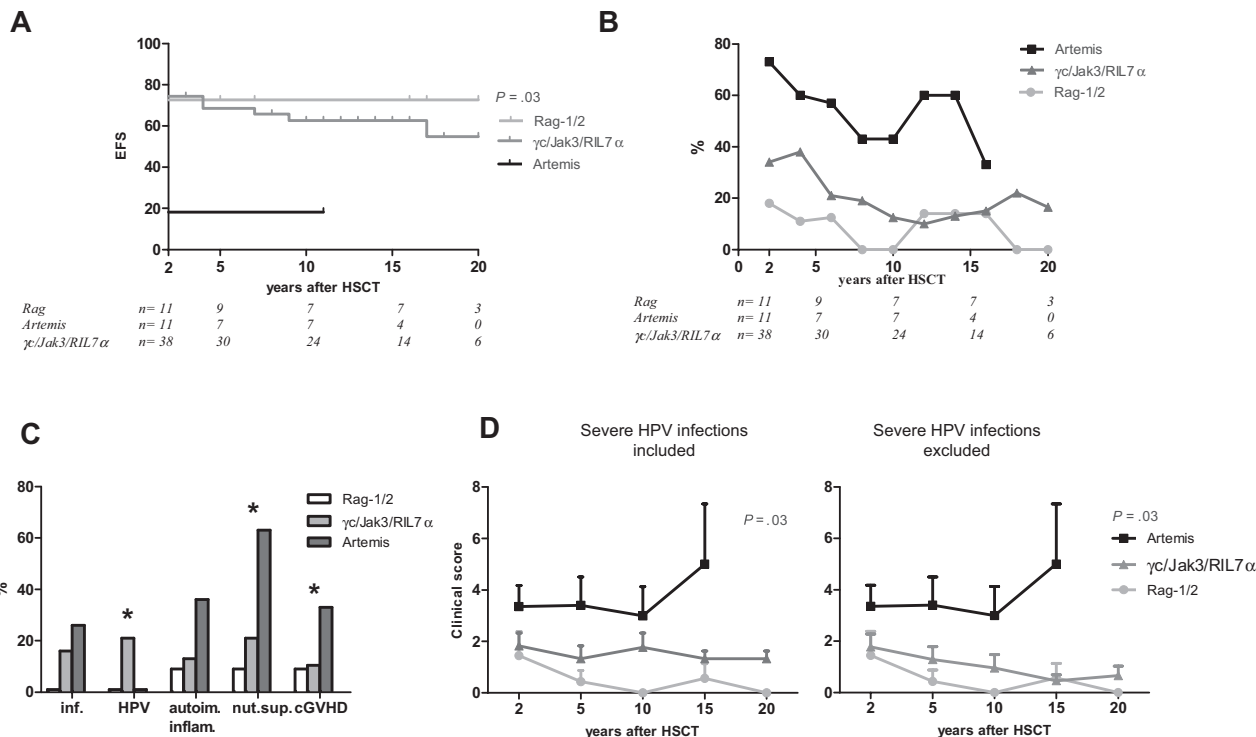 A
EFS
100
80
60
40
20
0
2
5
10
15
20
years after HSCT
P = .03
Rag-1/2
γc/Jak3/RIL7α
Artemis
Rag n= 11 9 7 7 3
Artemis n= 11 7 7 4 0
γc/Jak3/RIL7α n= 38 30 24 14 6
B
%
80
60
40
20
0
0
2
5
10
15
20
years after HSCT
Artemis
γc/Jak3/RIL7α
Rag-1/2
Rag n= 11 9 7 7 3
Artemis n= 11 7 7 4 0
γc/Jak3/RIL7α n= 38 30 24 14 6
C
%
80
60
40
20
0
*
*
*
inf.
HPV
autoim.
inflam.
nut.sup.
cGVHD
Rag-1/2
γc/Jak3/RIL7α
Artemis
D
Severe HPV infections
included
Clinical score
8
6
4
2
0
2
5
10
15
20
years after HSCT
P = .03
Severe HPV infections
excluded
8
6
4
2
0
2
5
10
15
20
years after HSCT
P = .03
Artemis
γc/Jak3/RIL7α
Rag-1/2